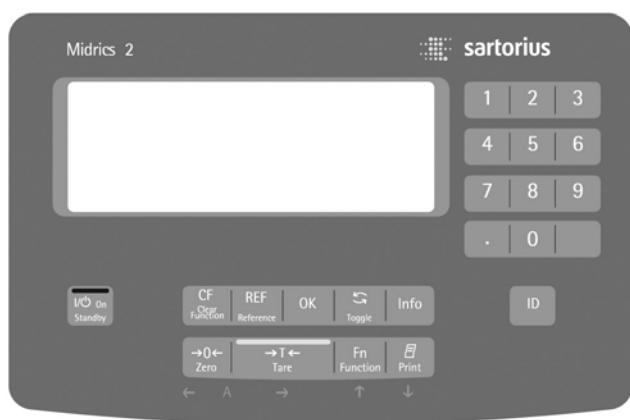 Midrics 2
sartorius
1 2 3
4 5 6
7 8 9
. 0
I/⏻ On
Standby
CF
Clear
Function
REF
Reference
OK
Toggle
Info
ID
→0←
Zero
→T←
Tare
Fn
Function
Print
← A → ↑ ↓